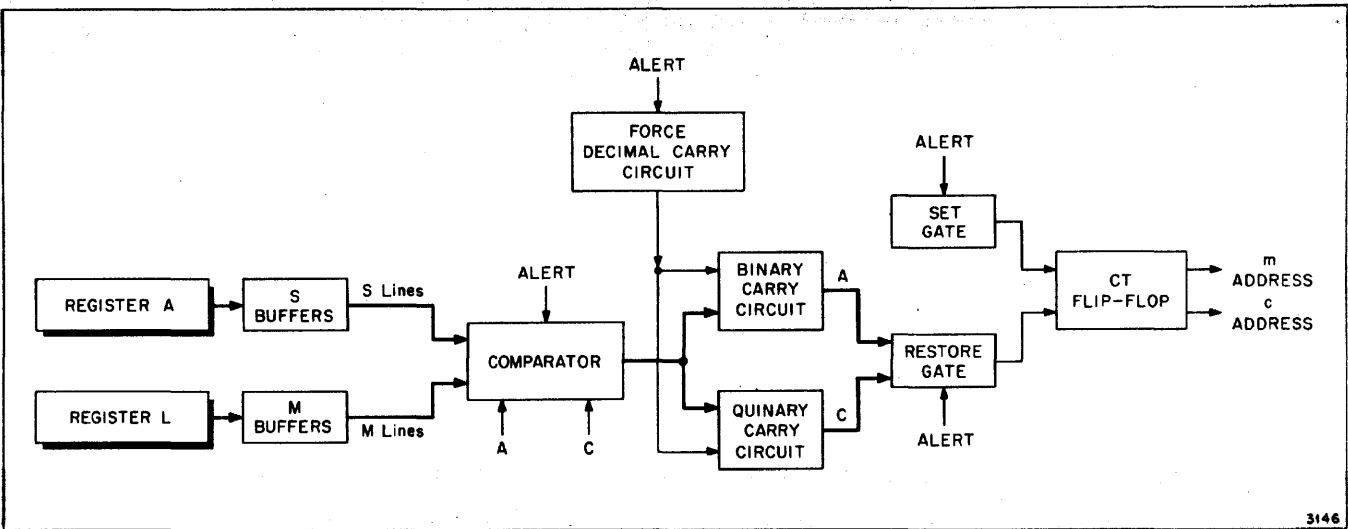 ALERT
FORCE
DECIMAL CARRY
CIRCUIT
ALERT
SET
GATE
REGISTER A
S
BUFFERS
S Lines
ALERT
COMPARATOR
A
C
REGISTER L
M
BUFFERS
M Lines
BINARY
CARRY
CIRCUIT
A
QUINARY
CARRY
CIRCUIT
C
RESTORE
GATE
ALERT
CT
FLIP-FLOP
m
ADDRESS
c
ADDRESS
3146